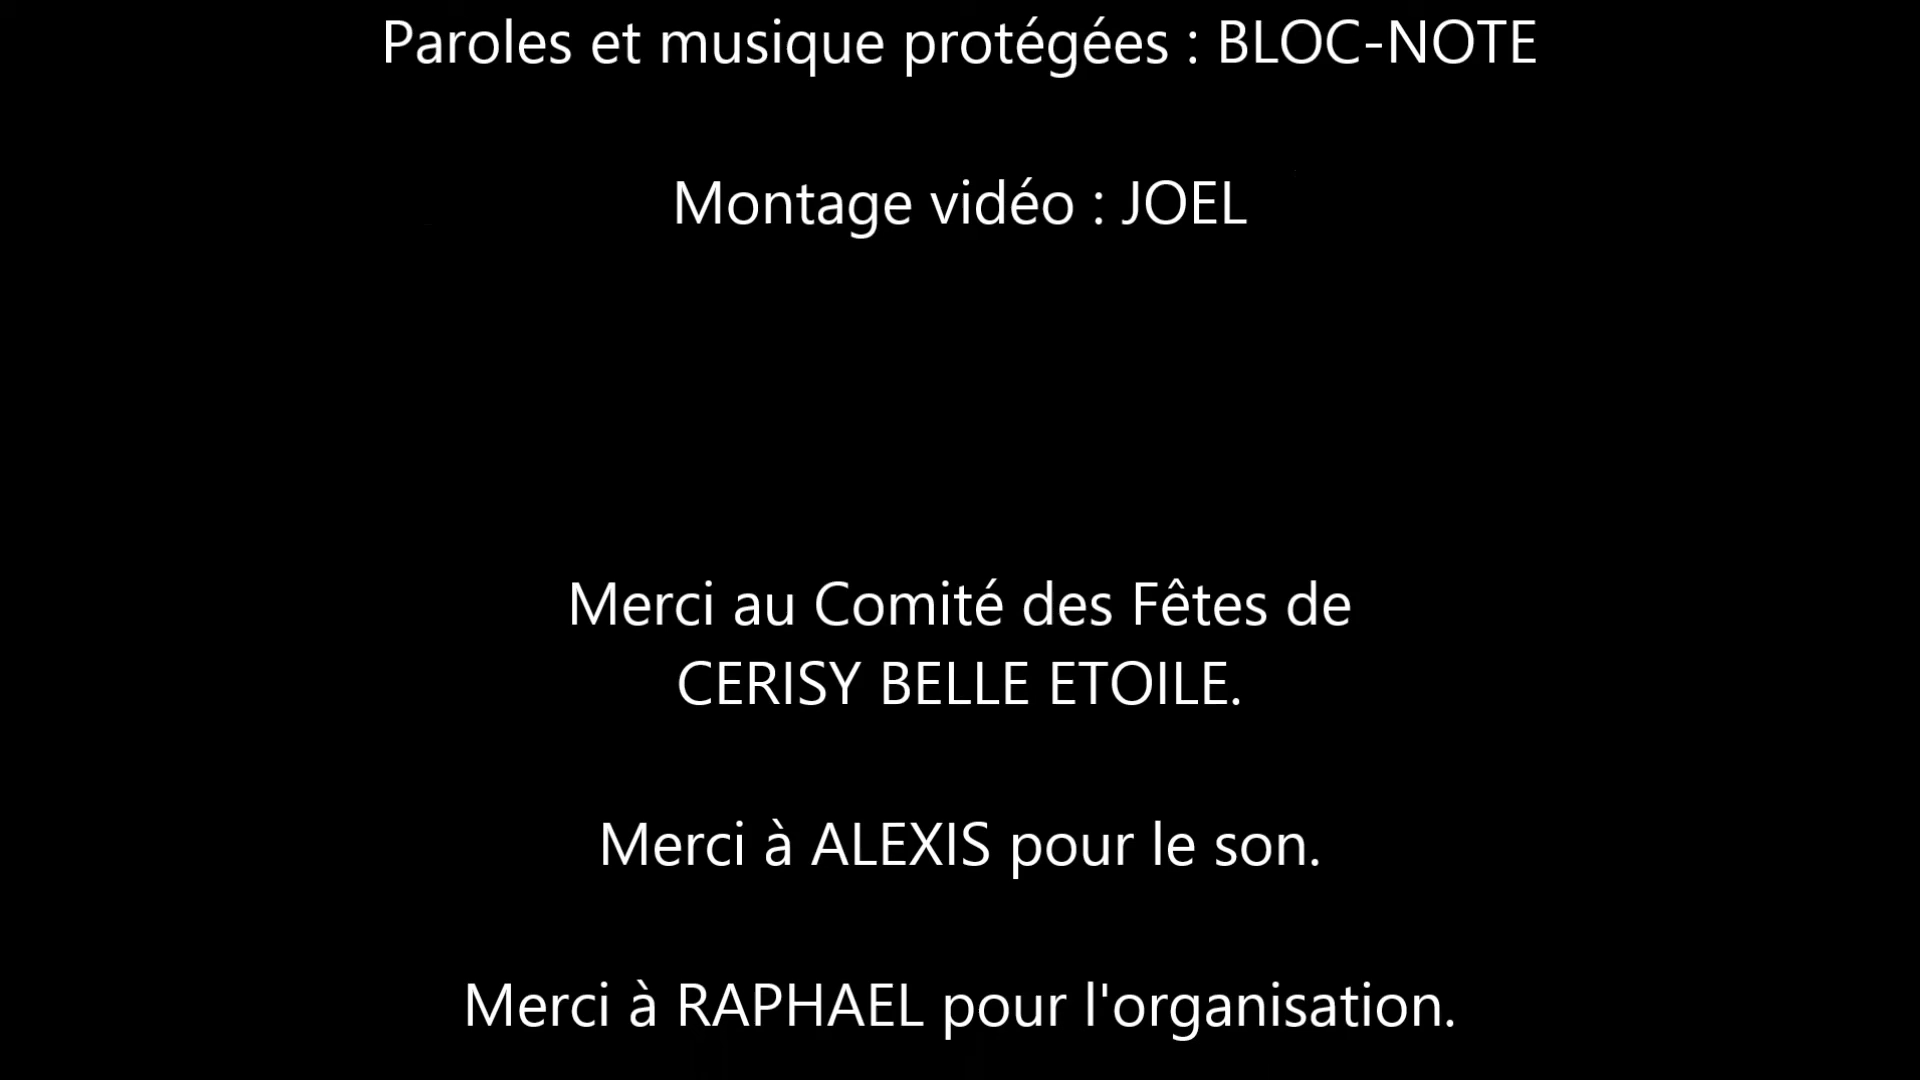 Paroles et musique protégées : BLOC-NOTE
Montage vidéo : JOEL
Merci au Comité des Fêtes de
CERISY BELLE ETOILE.
Merci à ALEXIS pour le son.
Merci à RAPHAEL pour l'organisation.